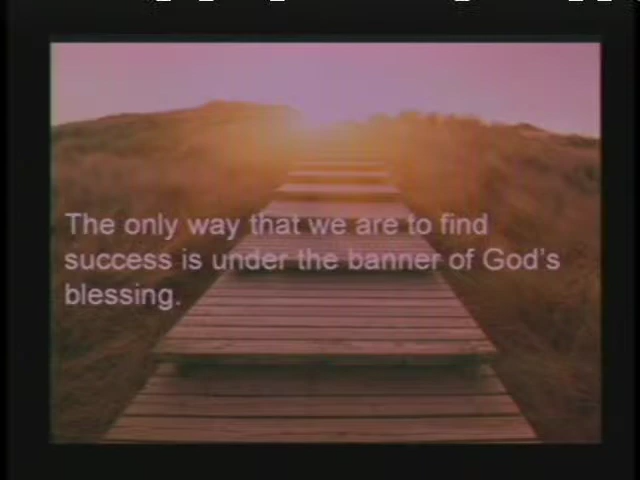 The only way that we are to find
success is under the banner of God's
blessing.